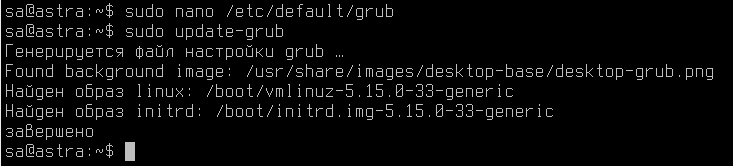 sa@astra:~$ sudo nano /etc/default/grub
sa@astra:~$ sudo update-grub
Генерируется файл настройки grub …
Found background image: /usr/share/images/desktop-base/desktop-grub.png
Найден образ linux: /boot/vmlinuz-5.15.0-33-generic
Найден образ initrd: /boot/initrd.img-5.15.0-33-generic
завершено
sa@astra:~$